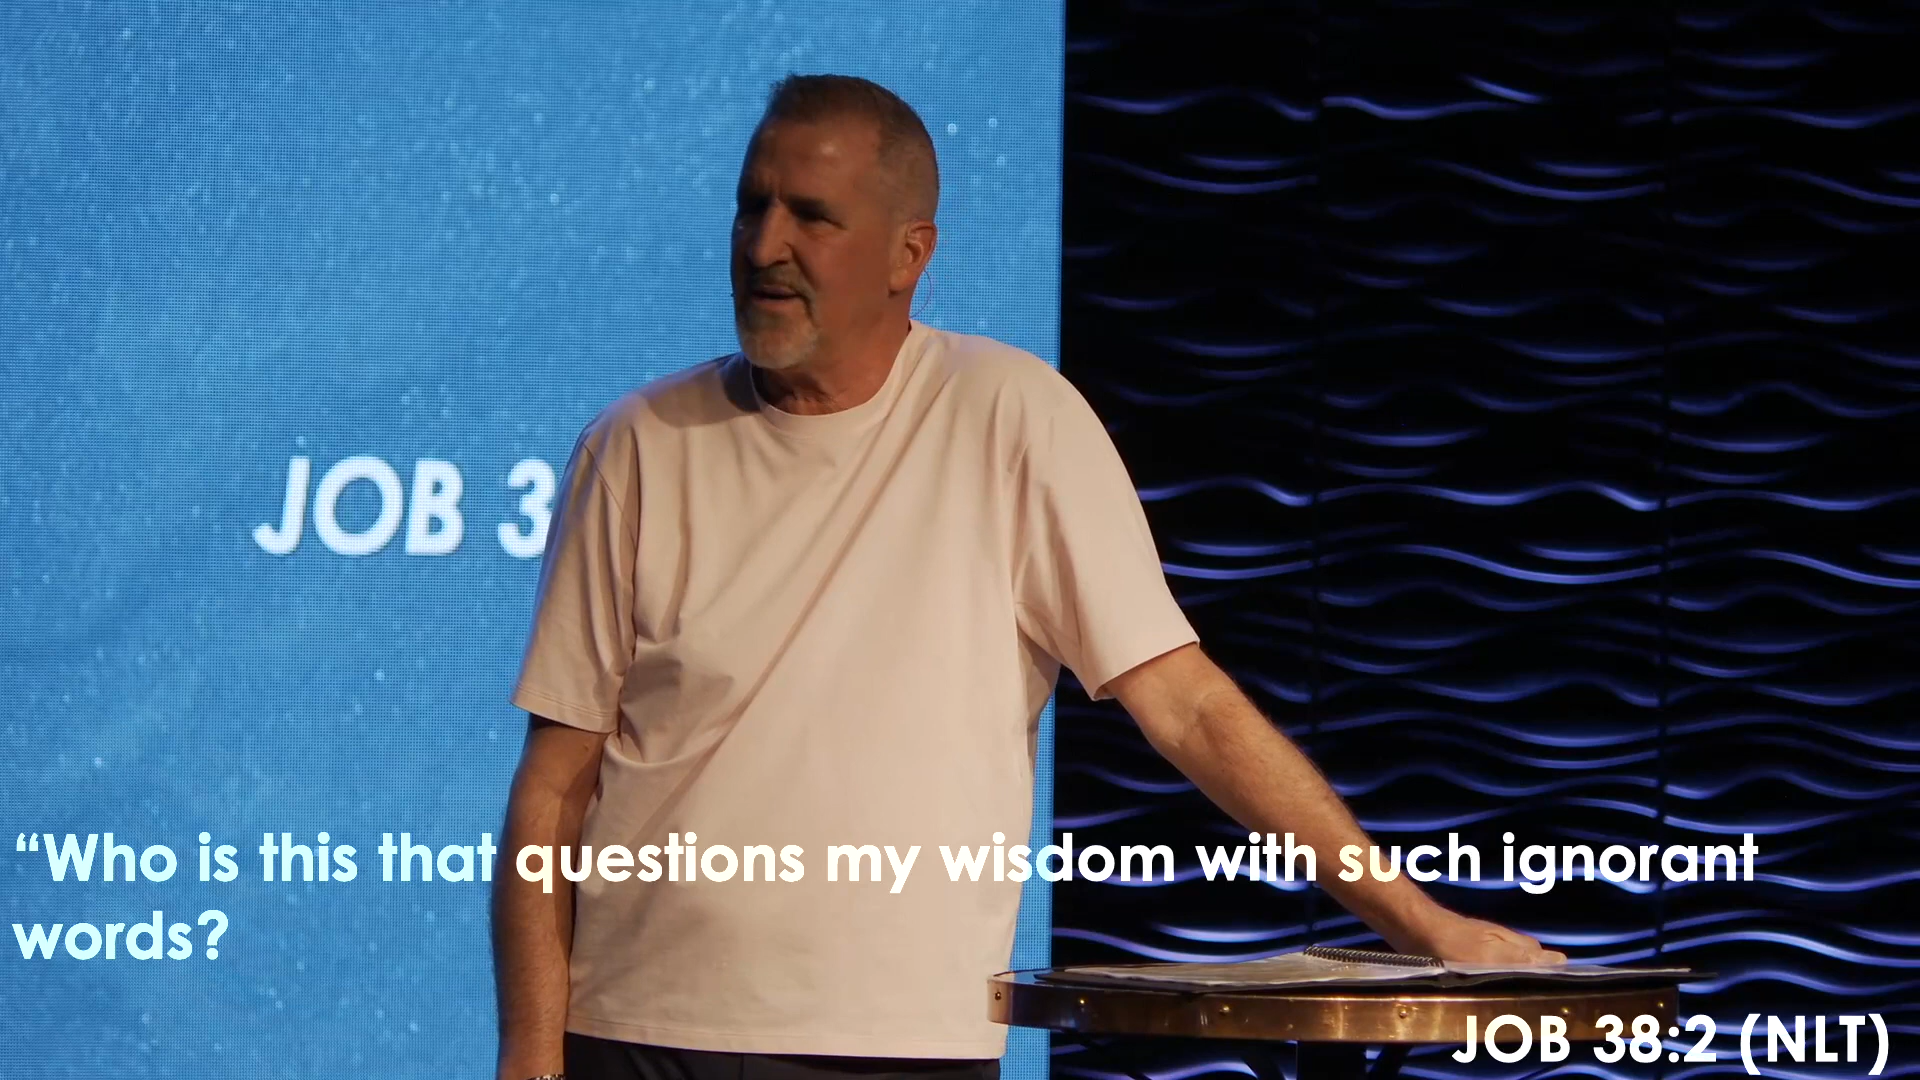 JOB 3
“Who is this that questions my wisdom with such ignorant
words?
JOB 38:2 (NLT)